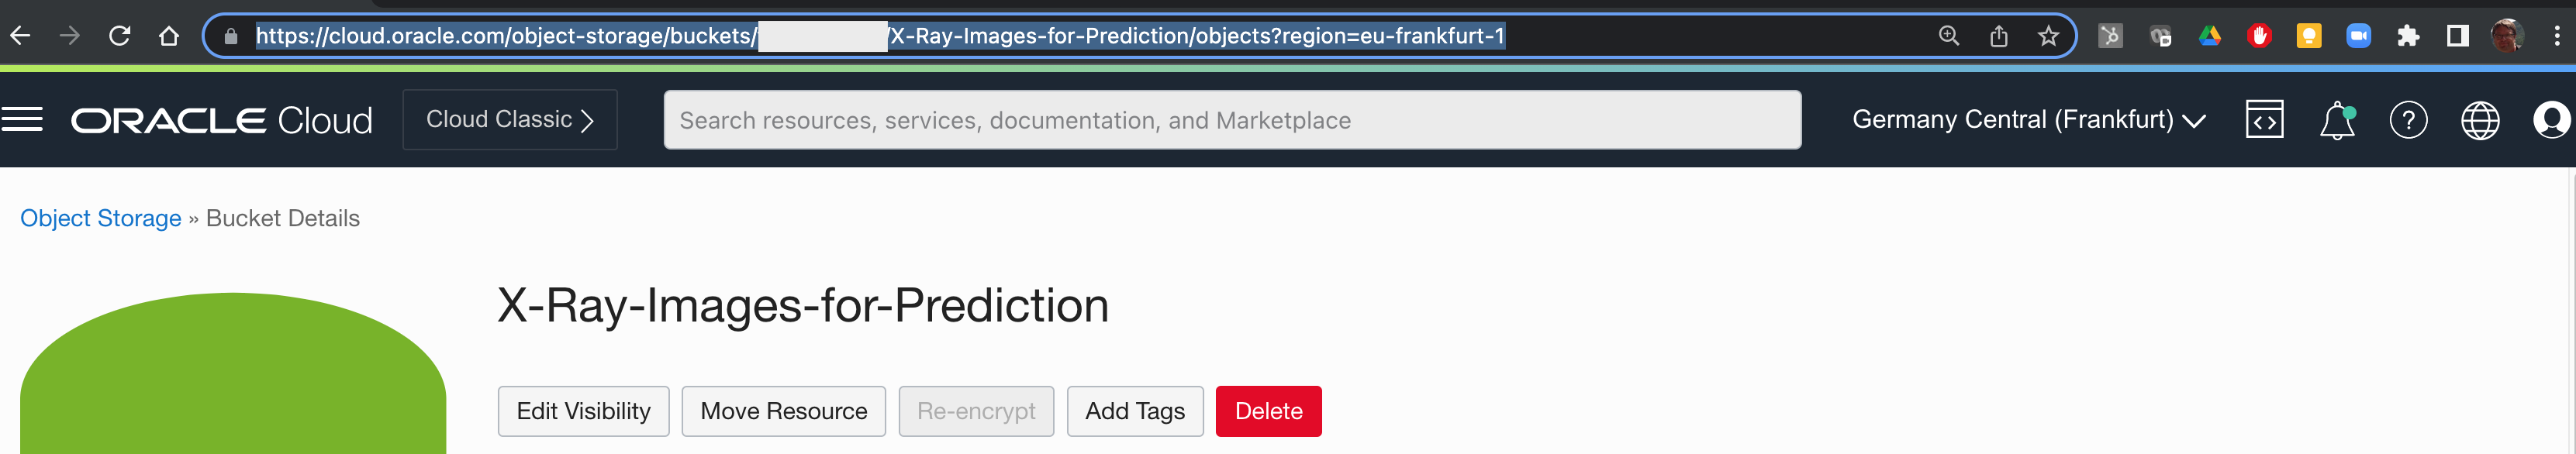 https://cloud.oracle.com/object-storage/buckets/ /X-Ray-Images-for-Prediction/objects?region=eu-frankfurt-1
ORACLE Cloud Cloud Classic Search resources, services, documentation, and Marketplace Germany Central (Frankfurt)
Object Storage » Bucket Details
X-Ray-Images-for-Prediction
Edit Visibility Move Resource Re-encrypt Add Tags Delete